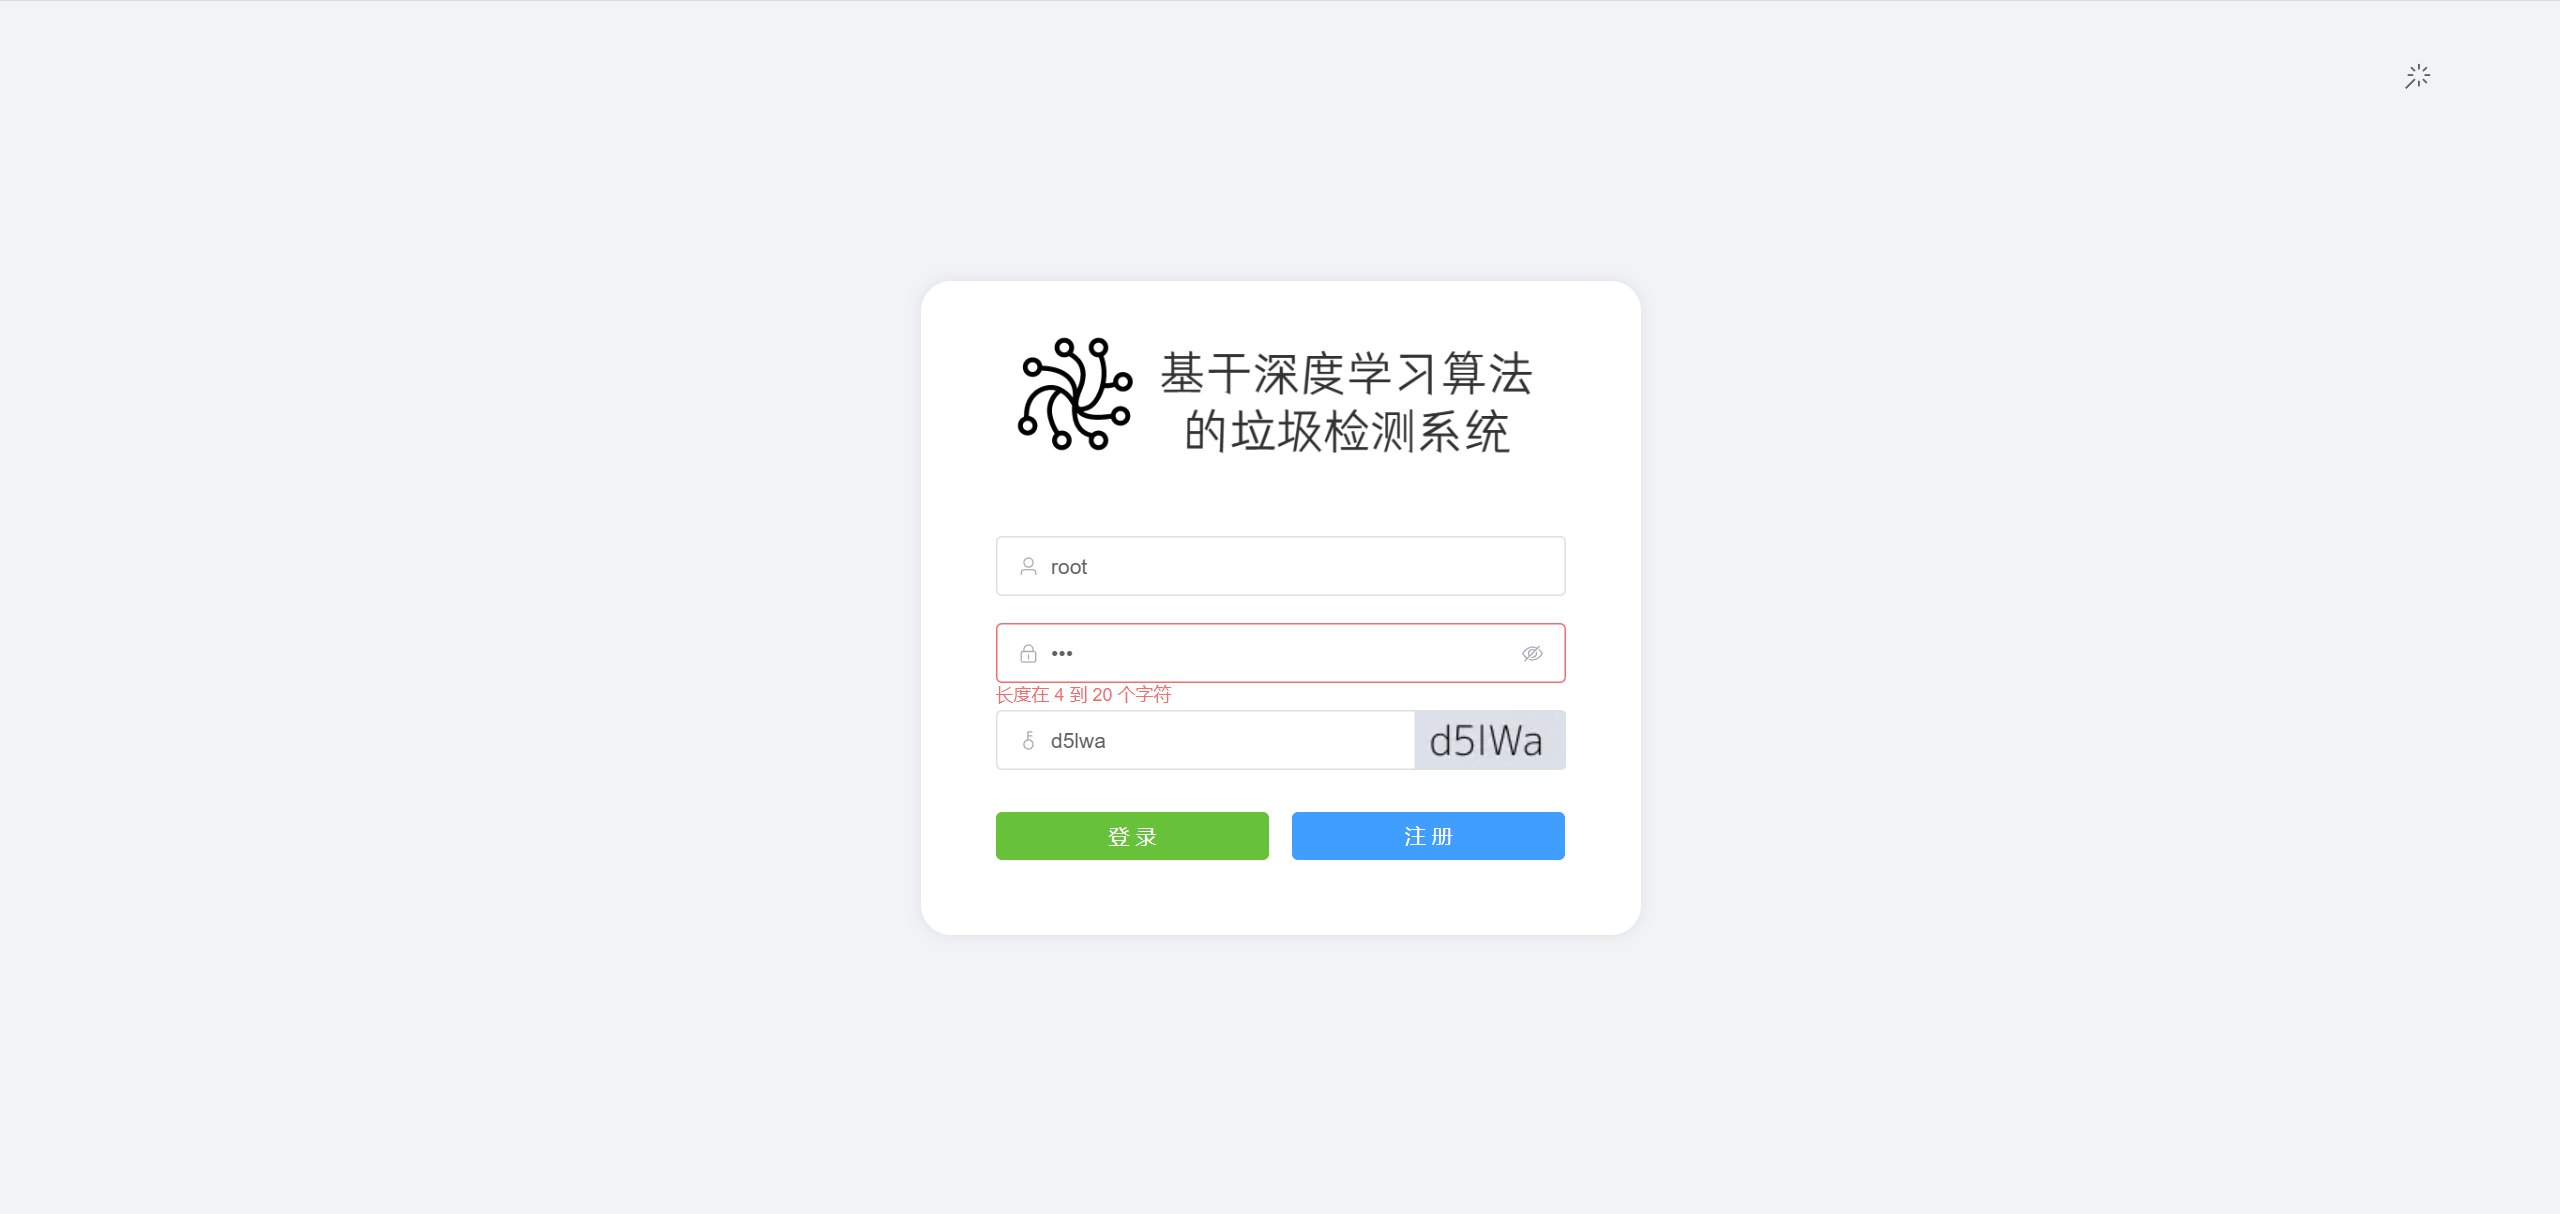 基于深度学习算法
的垃圾检测系统
root
•••
长度在 4 到 20 个字符
d5lwa
d5IWa
登 录
注 册